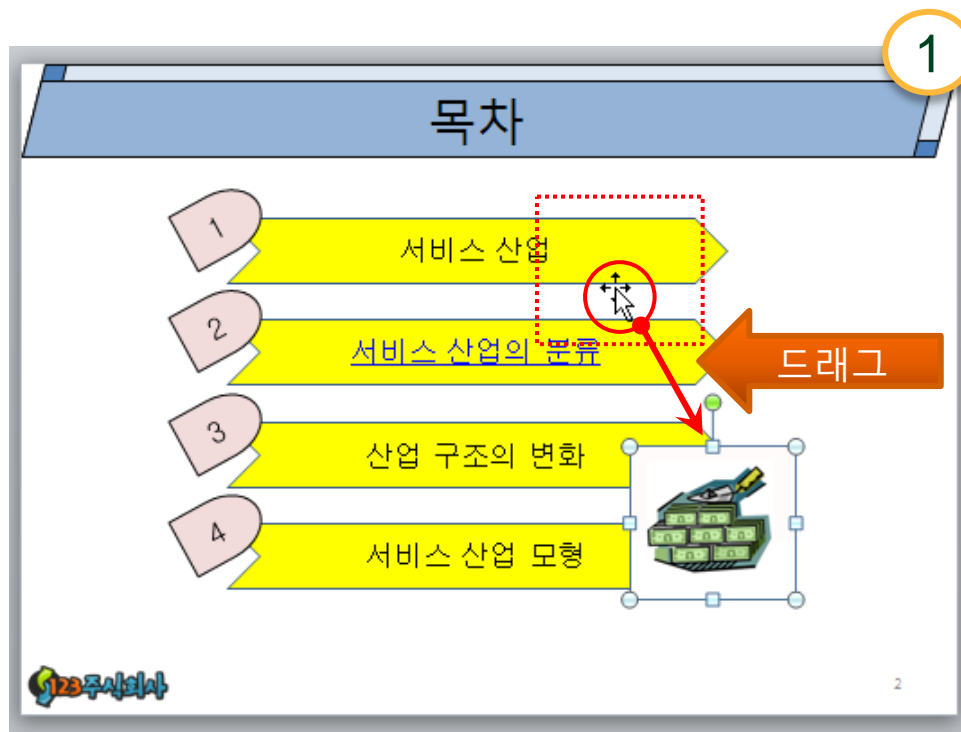 1
목차
1
서비스 산업
2
서비스 산업의 분류
드래그
3
산업 구조의 변화
4
서비스 산업 모형
123주식회사
2